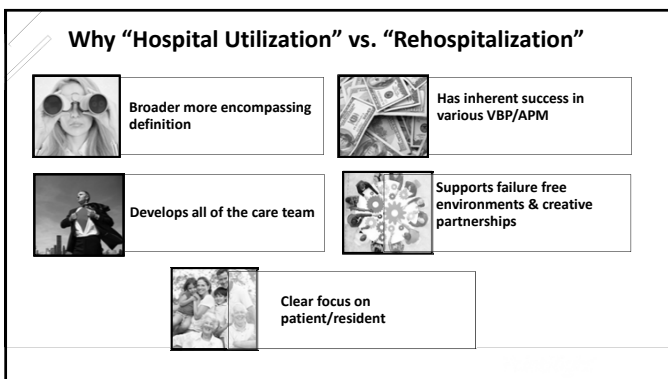 Why “Hospital Utilization” vs. “Rehospitalization”
Broader more encompassing
definition
Has inherent success in
various VBP/APM
Develops all of the care team
Supports failure free
environments & creative
partnerships
Clear focus on
patient/resident